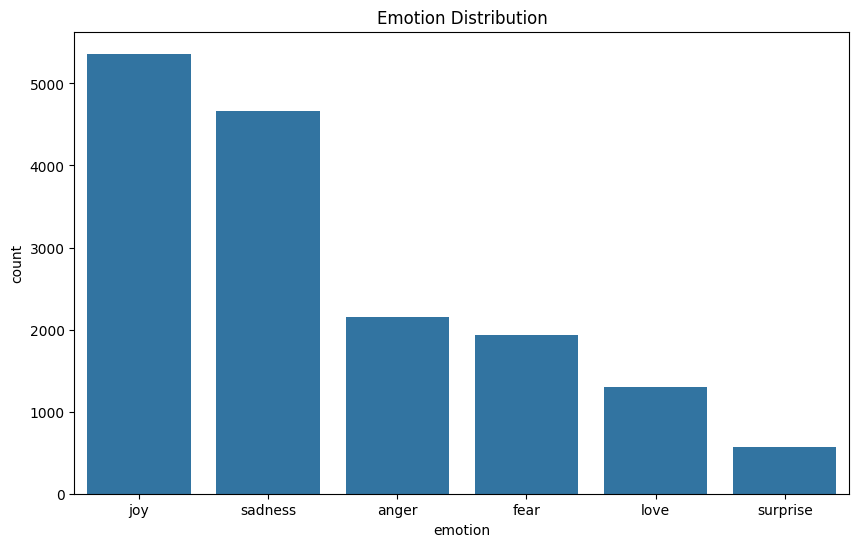 Emotion Distribution
5000
4000
3000
2000
1000
0
count
joy sadness anger fear love surprise
emotion